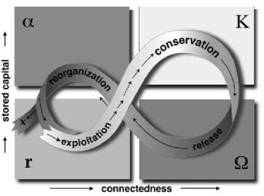 α
K
conservation
reorganization
stored capital
exploitation
release
r
Ω
connectedness